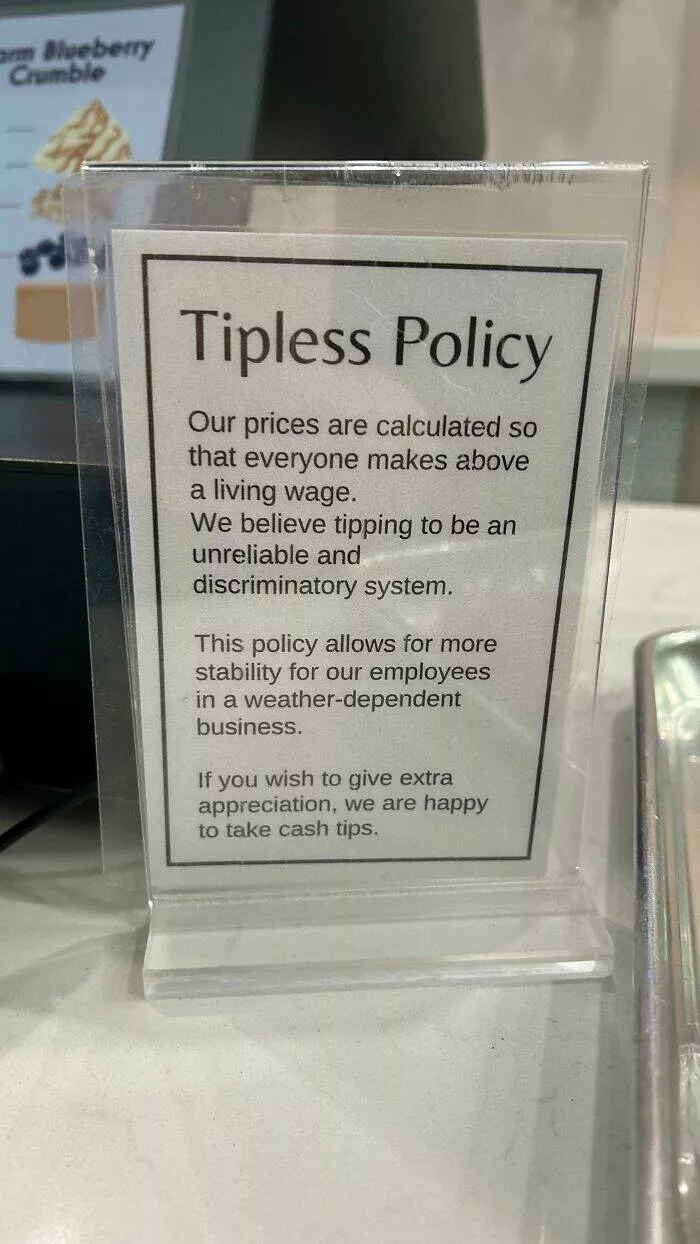 Blueberry
Crumble
Tipless Policy
Our prices are calculated so
that everyone makes above
a living wage.
We believe tipping to be an
unreliable and
discriminatory system.
This policy allows for more
stability for our employees
in a weather-dependent
business.
If you wish to give extra
appreciation, we are happy
to take cash tips.